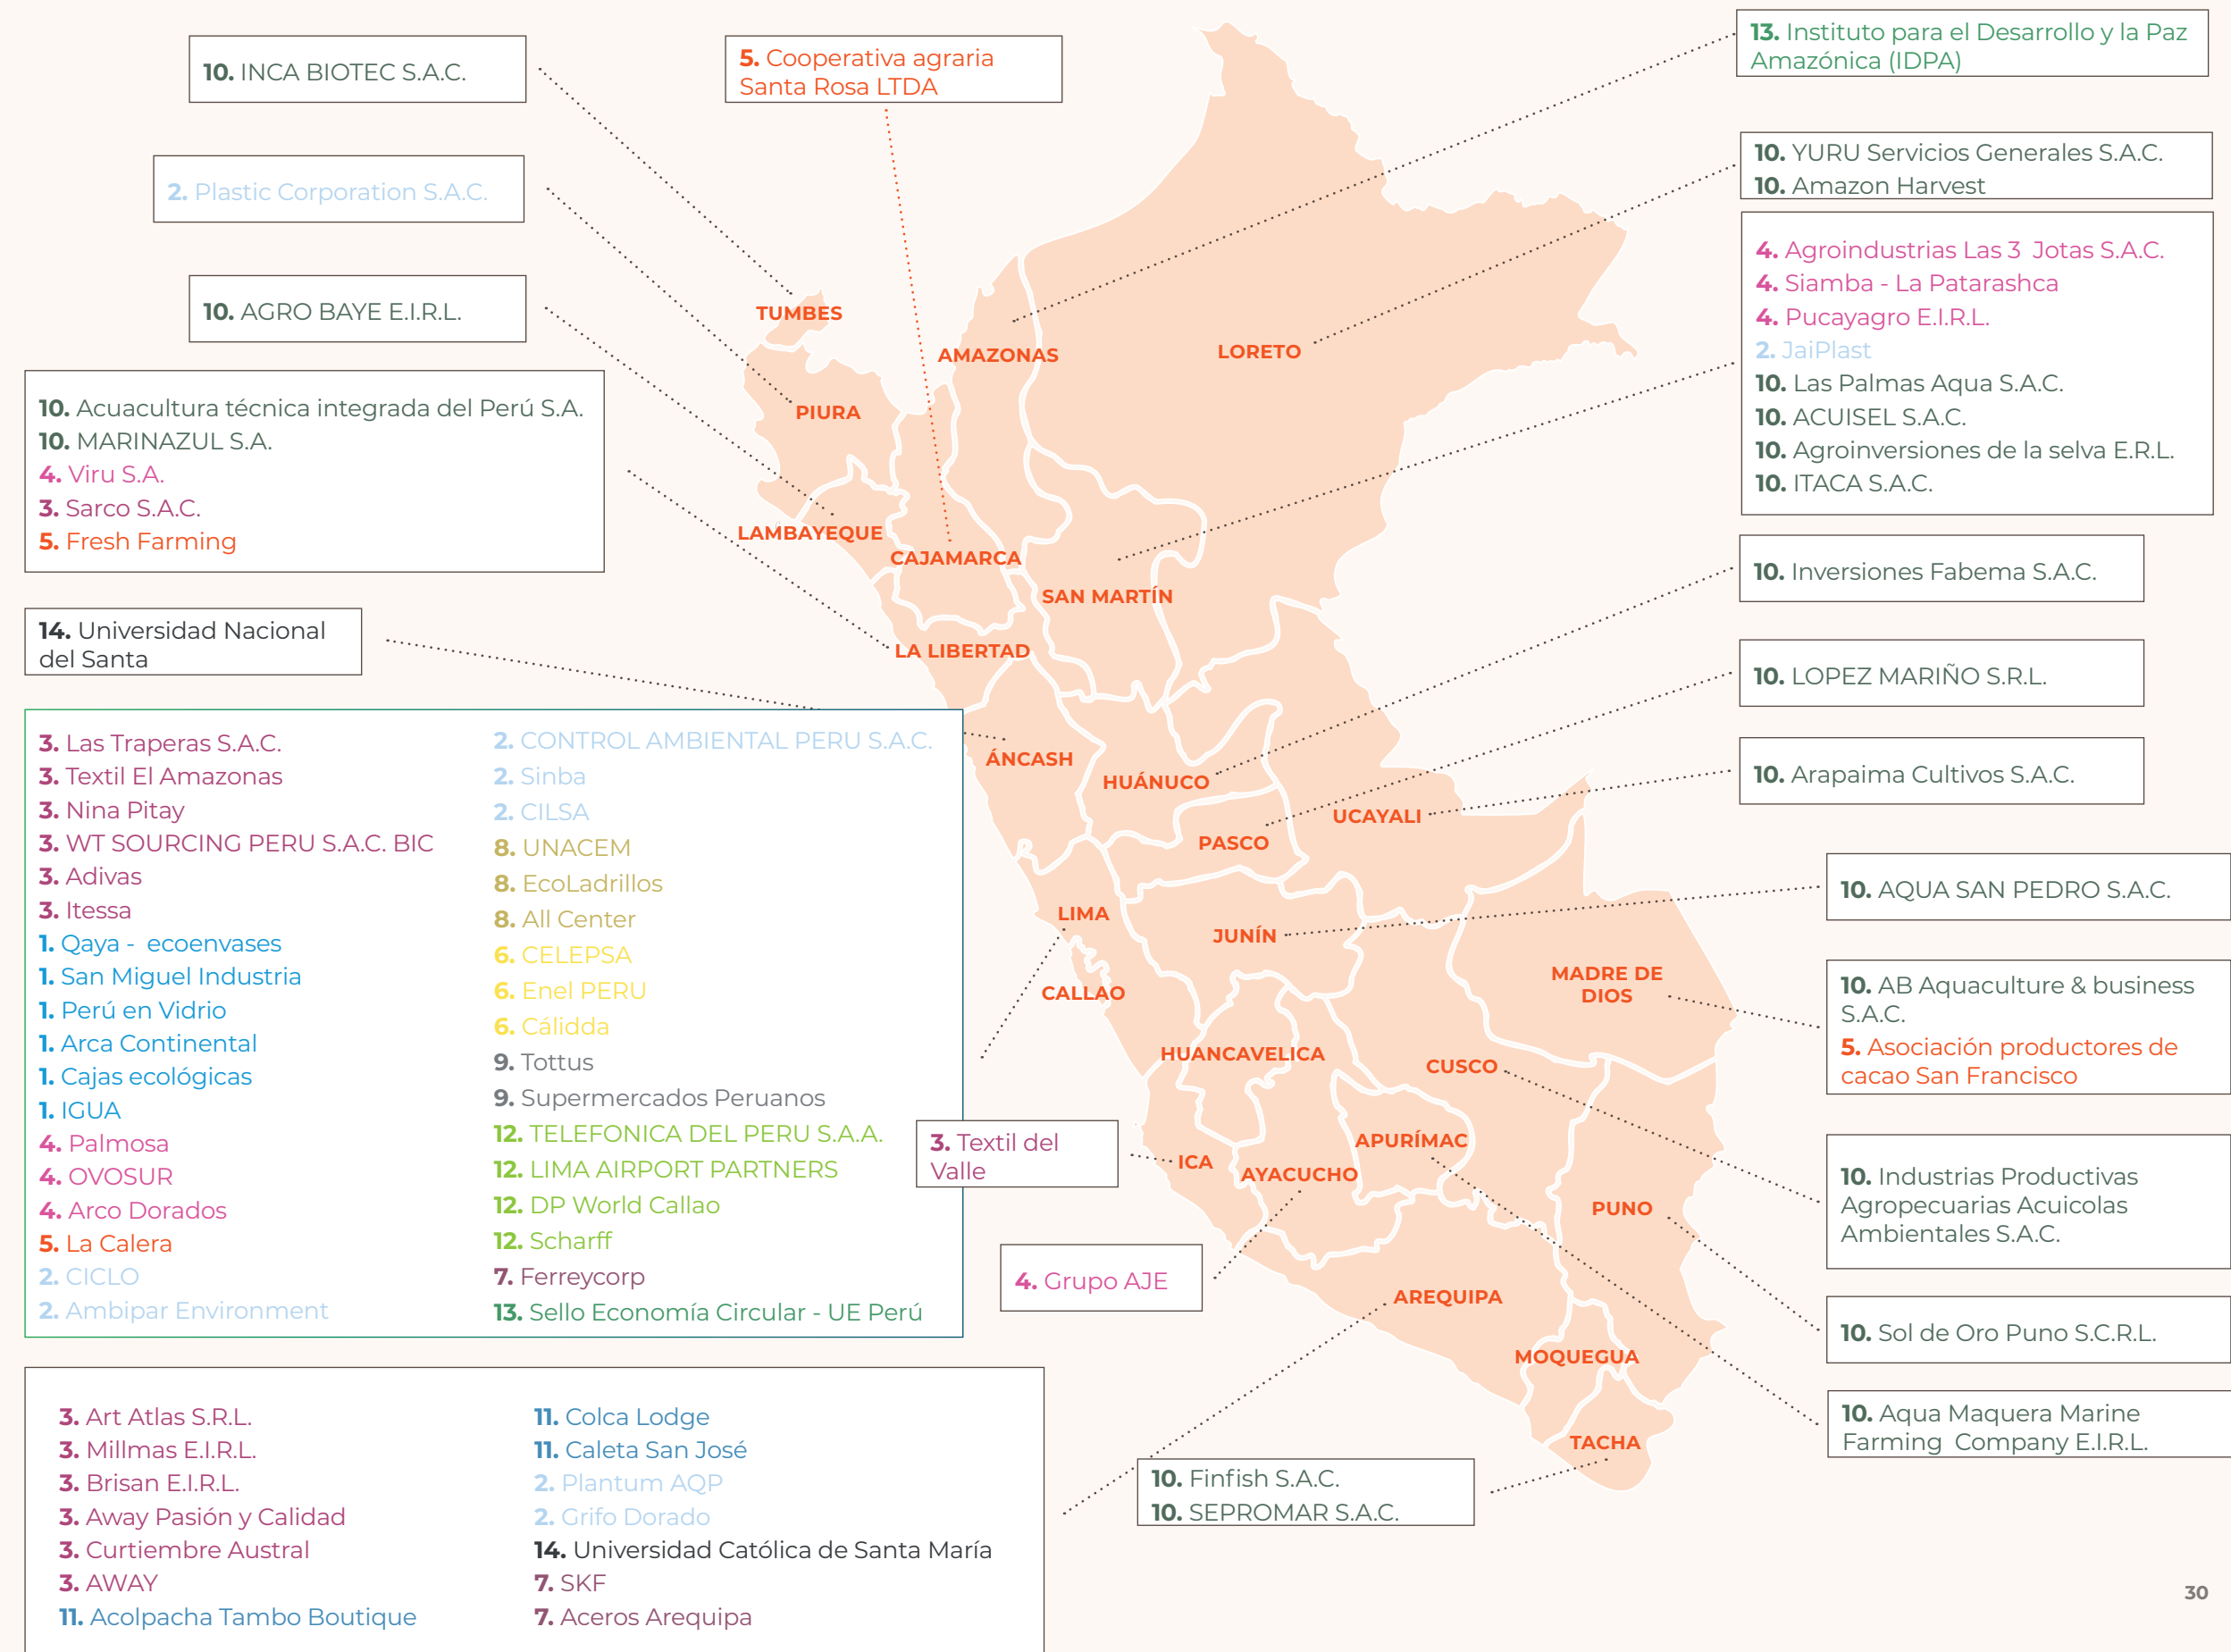 10. INCA BIOTEC S.A.C.
5. Cooperativa agraria
Santa Rosa LTDA
13. Instituto para el Desarrollo y la Paz
Amazónica (IDPA)
2. Plastic Corporation S.A.C.
10. YURU Servicios Generales S.A.C.
10. Amazon Harvest
10. AGRO BAYE E.I.R.L.
4. Agroindustrias Las 3  Jotas S.A.C.
4. Siamba - La Patarashca
4. Pucayagro E.I.R.L.
2. JaiPlast
10. Las Palmas Aqua S.A.C.
10. ACUISEL S.A.C.
10. Agroinversiones de la selva E.R.L.
10. ITACA S.A.C.
10. Acuacultura técnica integrada del Perú S.A.
10. MARINAZUL S.A.
4. Viru S.A.
3. Sarco S.A.C.
5. Fresh Farming
14. Universidad Nacional
del Santa
10. Inversiones Fabema S.A.C.
10. LOPEZ MARIÑO S.R.L.
10. Arapaima Cultivos S.A.C.
TUMBES
AMAZONAS
LORETO
PIURA
LAMBAYEQUE
CAJAMARCA
SAN MARTÍN
LA LIBERTAD
ÁNCASH
HUÁNUCO
UCAYALI
PASCO
LIMA
JUNÍN
CALLAO
MADRE DE
DIOS
HUANCAVELICA
CUSCO
APURÍMAC
ICA
AYACUCHO
PUNO
AREQUIPA
MOQUEGUA
TACHA
3. Las Traperas S.A.C.
3. Textil El Amazonas
3. Nina Pitay
3. WT SOURCING PERU S.A.C. BIC
3. Adivas
3. Itessa
1. Qaya -  ecoenvases
1. San Miguel Industria
1. Perú en Vidrio
1. Arca Continental
1. Cajas ecológicas
1. IGUA
4. Palmosa
4. OVOSUR
4. Arco Dorados
5. La Calera
2. CICLO
2. Ambipar Environment
2. CONTROL AMBIENTAL PERU S.A.C.
2. Sinba
2. CILSA
8. UNACEM
8. EcoLadrillos
8. All Center
6. CELEPSA
6. Enel PERU
6. Cálidda
9. Tottus
9. Supermercados Peruanos
12. TELEFONICA DEL PERU S.A.A.
12. LIMA AIRPORT PARTNERS
12. DP World Callao
12. Scharff
7. Ferreycorp
13. Sello Economía Circular - UE Perú
3. Textil del
Valle
4. Grupo AJE
10. AQUA SAN PEDRO S.A.C.
10. AB Aquaculture & business
S.A.C.
5. Asociación productores de
cacao San Francisco
10. Industrias Productivas
Agropecuarias Acuicolas
Ambientales S.A.C.
10. Sol de Oro Puno S.C.R.L.
10. Aqua Maquera Marine
Farming  Company E.I.R.L.
3. Art Atlas S.R.L.
3. Millmas E.I.R.L.
3. Brisan E.I.R.L.
3. Away Pasión y Calidad
3. Curtiembre Austral
3. AWAY
11. Acolpacha Tambo Boutique
11. Colca Lodge
11. Caleta San José
2. Plantum AQP
2. Grifo Dorado
14. Universidad Católica de Santa María
7. SKF
7. Aceros Arequipa
10. Finfish S.A.C.
10. SEPROMAR S.A.C.
30